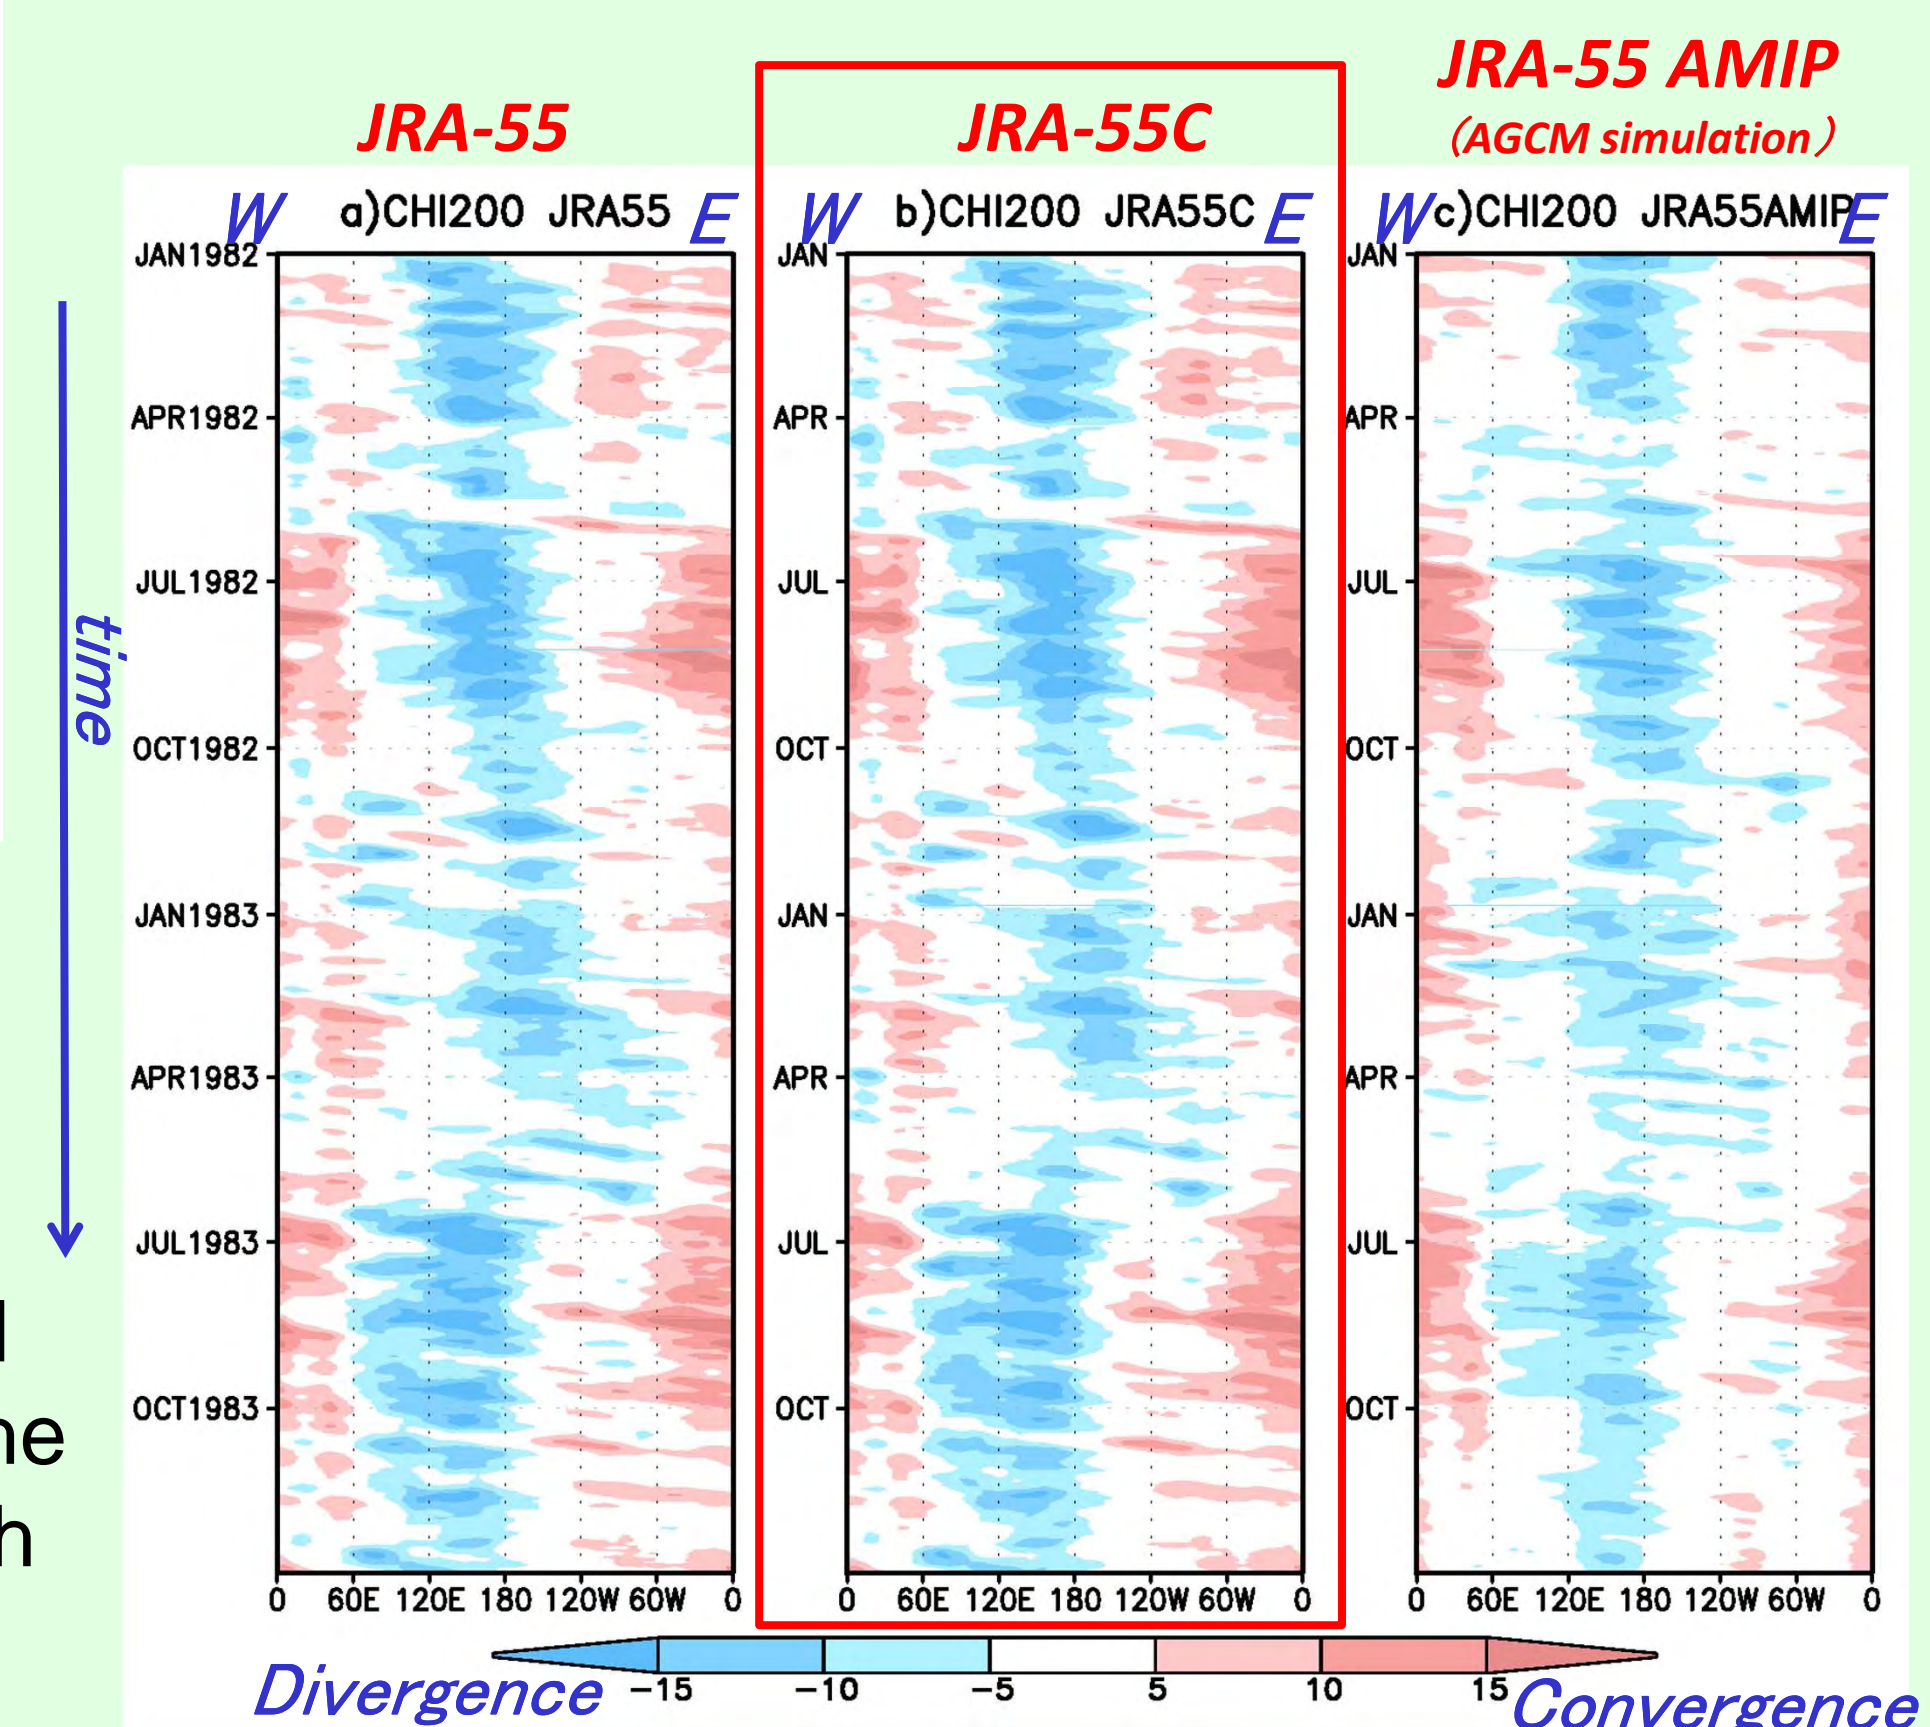 JRA-55
JRA-55C
JRA-55 AMIP
（AGCM simulation）
W a)CHI200 JRA55 E
W b)CHI200 JRA55C E
W c)CHI200 JRA55AMIP E
JAN1982
APR1982
JUL1982
OCT1982
JAN1983
APR1983
JUL1983
OCT1983
JAN
APR
JUL
OCT
JAN
APR
JUL
OCT
JAN
APR
JUL
OCT
JAN
APR
JUL
OCT
time
0 60E 120E 180 120W 60W 0
0 60E 120E 180 120W 60W 0
0 60E 120E 180 120W 60W 0
Divergence -15 -10 -5 5 10 15 Convergence